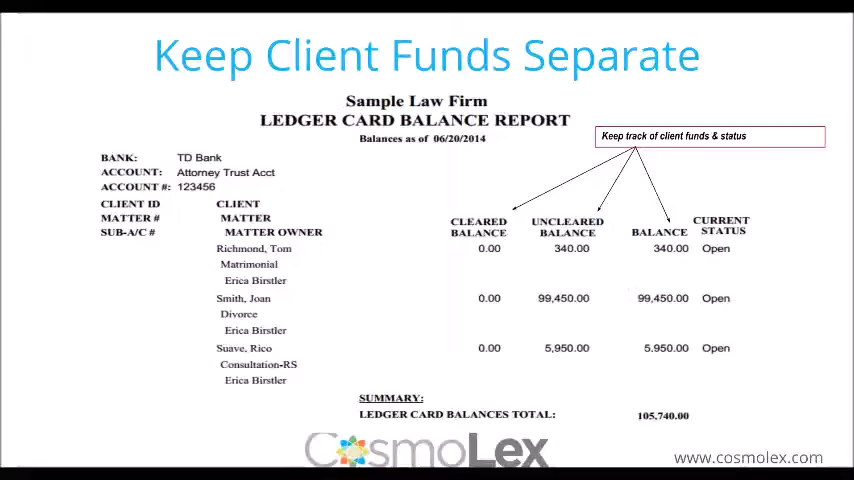 Keep Client Funds Separate
Sample Law Firm
LEDGER CARD BALANCE REPORT
Balances as of 06/20/2014
Keep track of client funds & status
BANK: TD Bank
ACCOUNT: Attorney Trust Acct
ACCOUNT #: 123456
CLIENT ID CLIENT
MATTER # MATTER CLEARED BALANCE UNCLEARED BALANCE BALANCE CURRENT STATUS
SUB-A/C # MATTER OWNER
Richmond, Tom 0.00 340.00 340.00 Open
Matrimonial
Erica Birstler
Smith, Joan 0.00 99,450.00 99,450.00 Open
Divorce
Erica Birstler
Suave, Rico 0.00 5,950.00 5.950.00 Open
Consultation-RS
Erica Birstler
SUMMARY:
LEDGER CARD BALANCES TOTAL: 105,740.00
CosmoLex
www.cosmolex.com